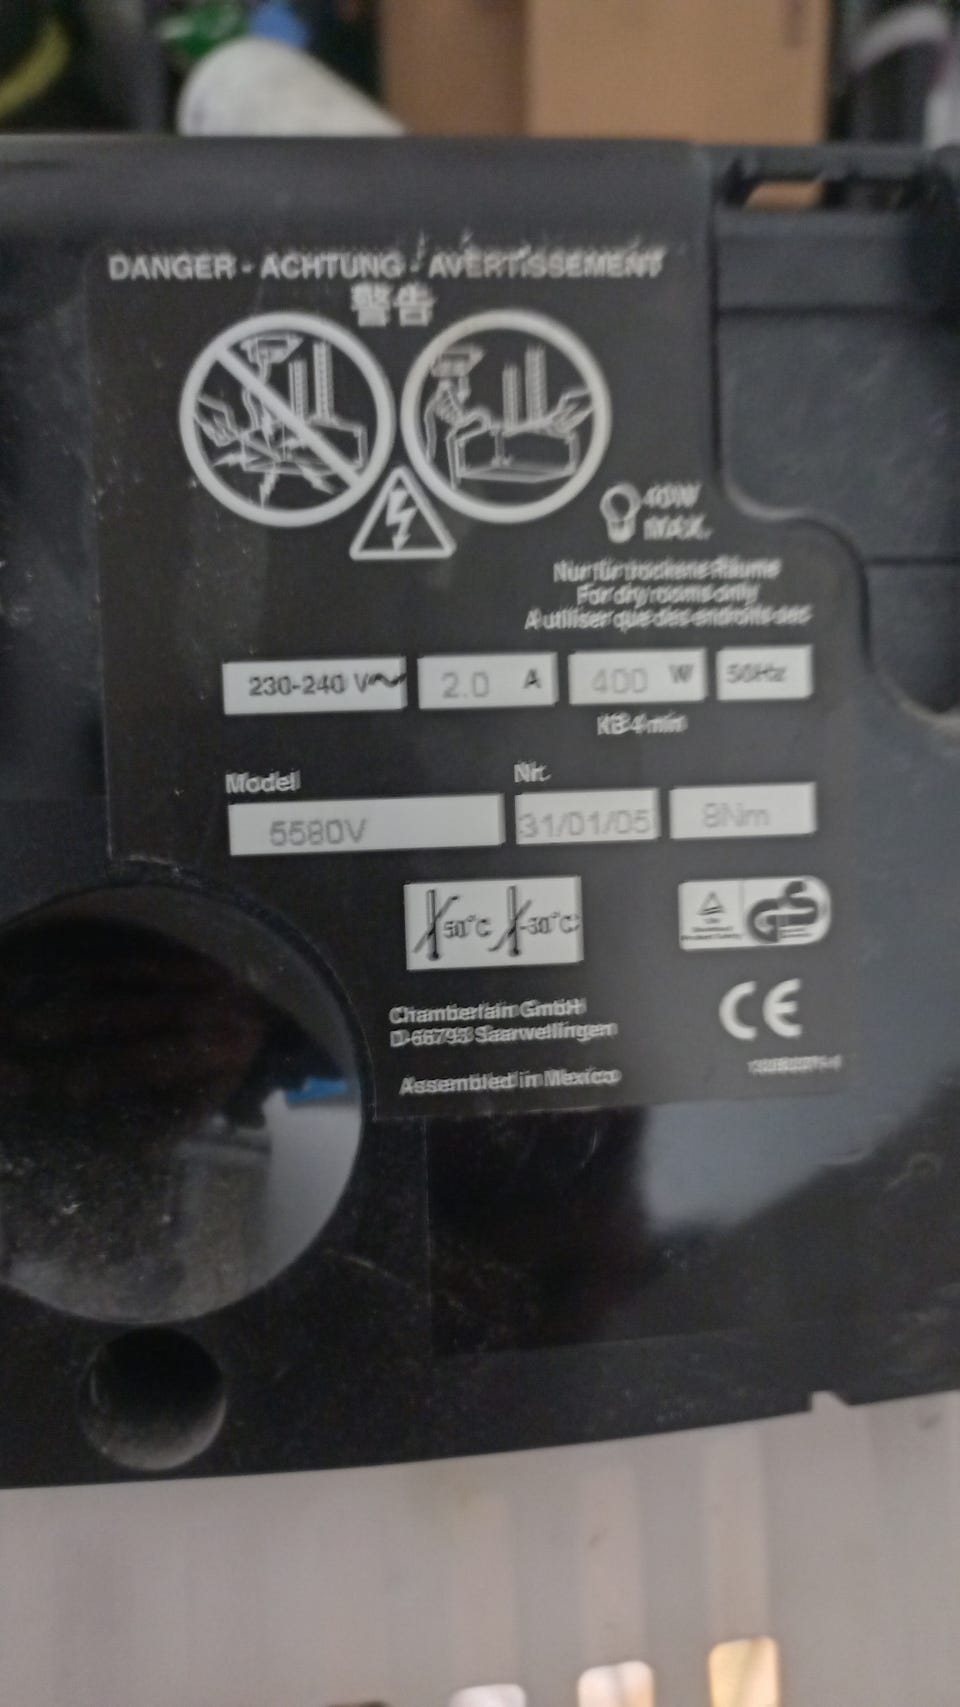 DANGER - ACHTUNG - AVERTISSEMENT
警告
40W
MAX.
Nur für trockene Räume
For dry rooms only
A utiliser que des endroits sec
230-240 V~ 2.0 A 400 W 50Hz
KB 4 min
Model Nr.
5580V 31/01/05 8Nm
50°C -30°C
GS
Chamberlain GmbH
D-66793 Saarwellingen
CE
Assembled in Mexico